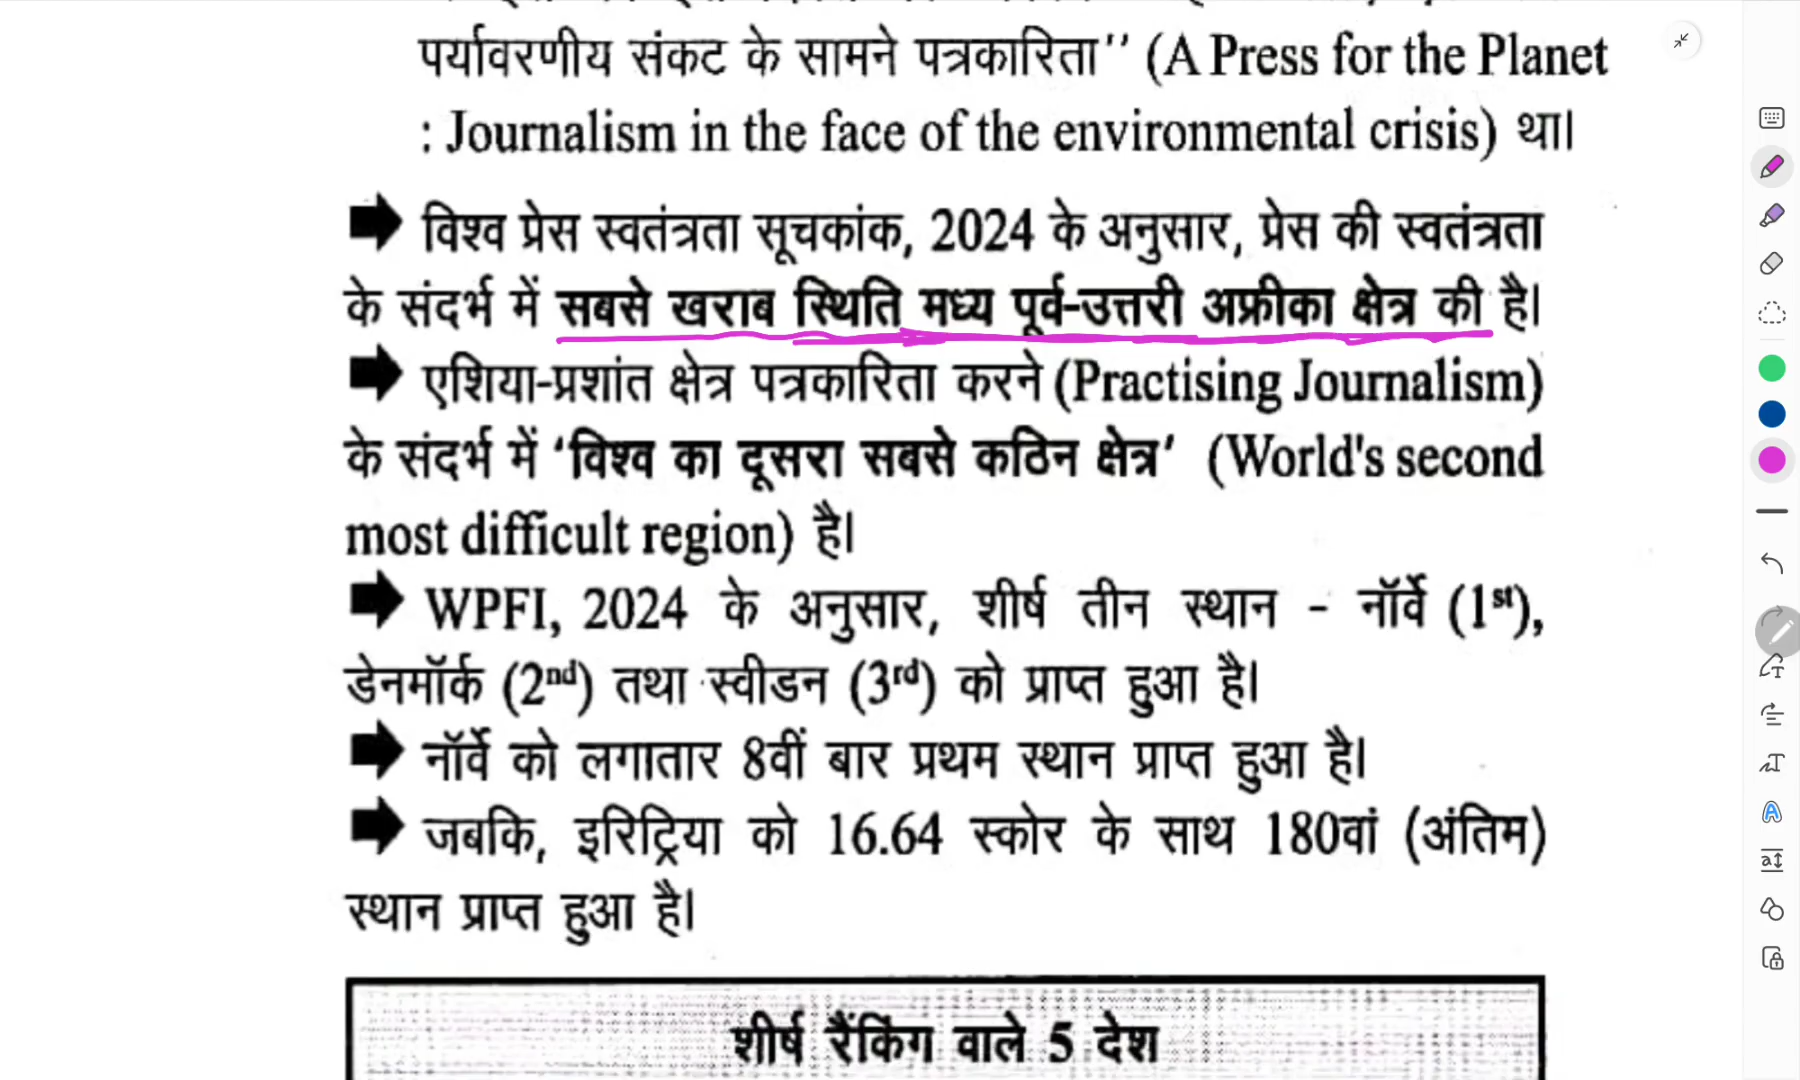 पर्यावरणीय संकट के सामने पत्रकारिता'' (A Press for the Planet
: Journalism in the face of the environmental crisis) था।
विश्व प्रेस स्वतंत्रता सूचकांक, 2024 के अनुसार, प्रेस की स्वतंत्रता
के संदर्भ में सबसे खराब स्थिति मध्य पूर्व-उत्तरी अफ्रीका क्षेत्र की है।
एशिया-प्रशांत क्षेत्र पत्रकारिता करने (Practising Journalism)
के संदर्भ में ‘विश्व का दूसरा सबसे कठिन क्षेत्र’ (World's second
most difficult region) है।
WPFI, 2024 के अनुसार, शीर्ष तीन स्थान - नॉर्वे (1st),
डेनमॉर्क (2nd) तथा स्वीडन (3rd) को प्राप्त हुआ है।
नॉर्वे को लगातार 8वीं बार प्रथम स्थान प्राप्त हुआ है।
जबकि, इरिट्रिया को 16.64 स्कोर के साथ 180वां (अंतिम)
स्थान प्राप्त हुआ है।
शीर्ष रैंकिंग वाले 5 देश